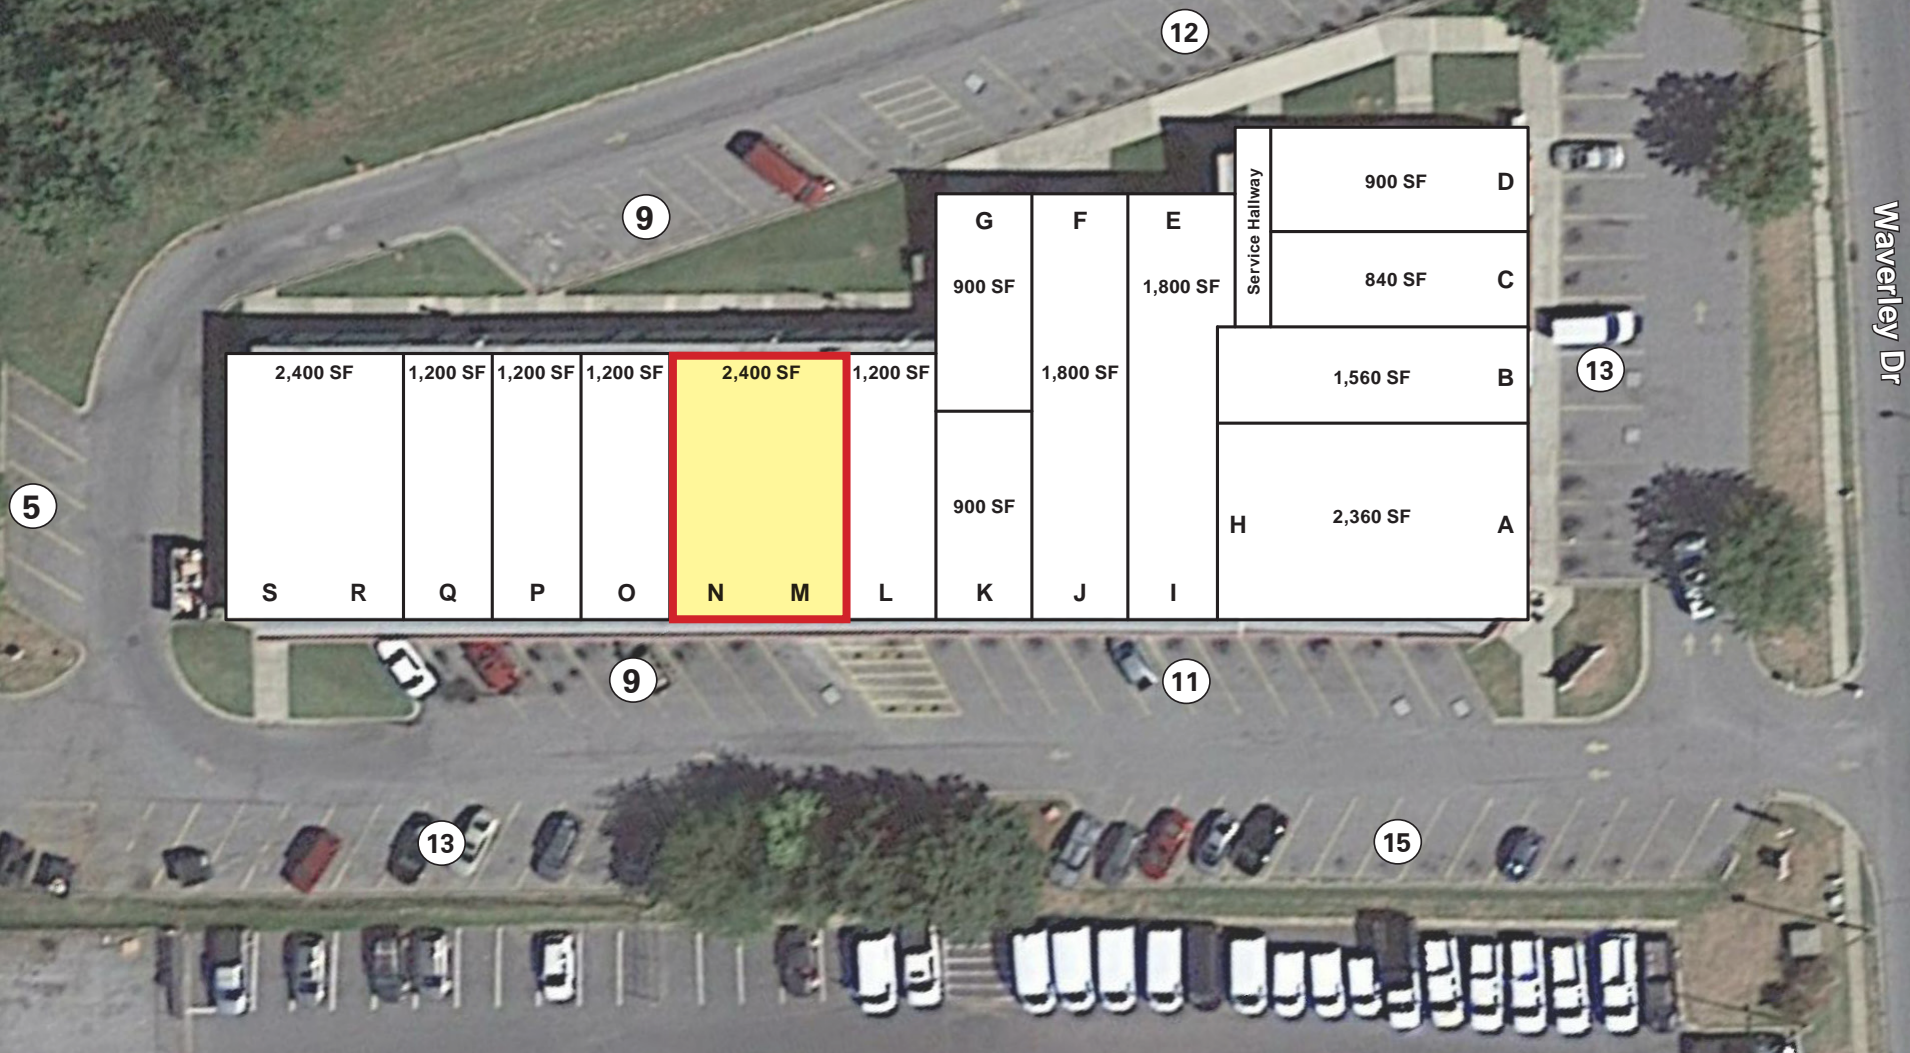 12
9
Service Hallway
900 SF D
840 SF C
G
F
E
900 SF
1,800 SF
Waverley Dr
13
1,560 SF B
2,400 SF
1,200 SF
1,200 SF
1,200 SF
2,400 SF
1,200 SF
1,800 SF
5
900 SF
H 2,360 SF A
S R Q P O N M L K J I
9
11
13
15